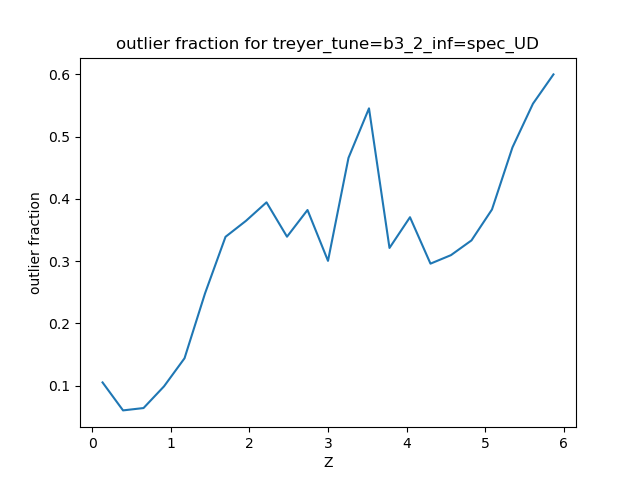 outlier fraction for treyer_tune=b3_2_inf=spec_UD
0.6
0.5
0.4
0.3
0.2
0.1
outlier fraction
0 1 2 3 4 5 6
Z